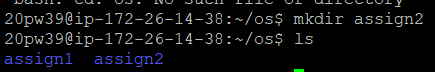 bash: cd: os: No such file or directory
20pw39@ip-172-26-14-38:~/os$ mkdir assign2
20pw39@ip-172-26-14-38:~/os$ ls
assign1  assign2